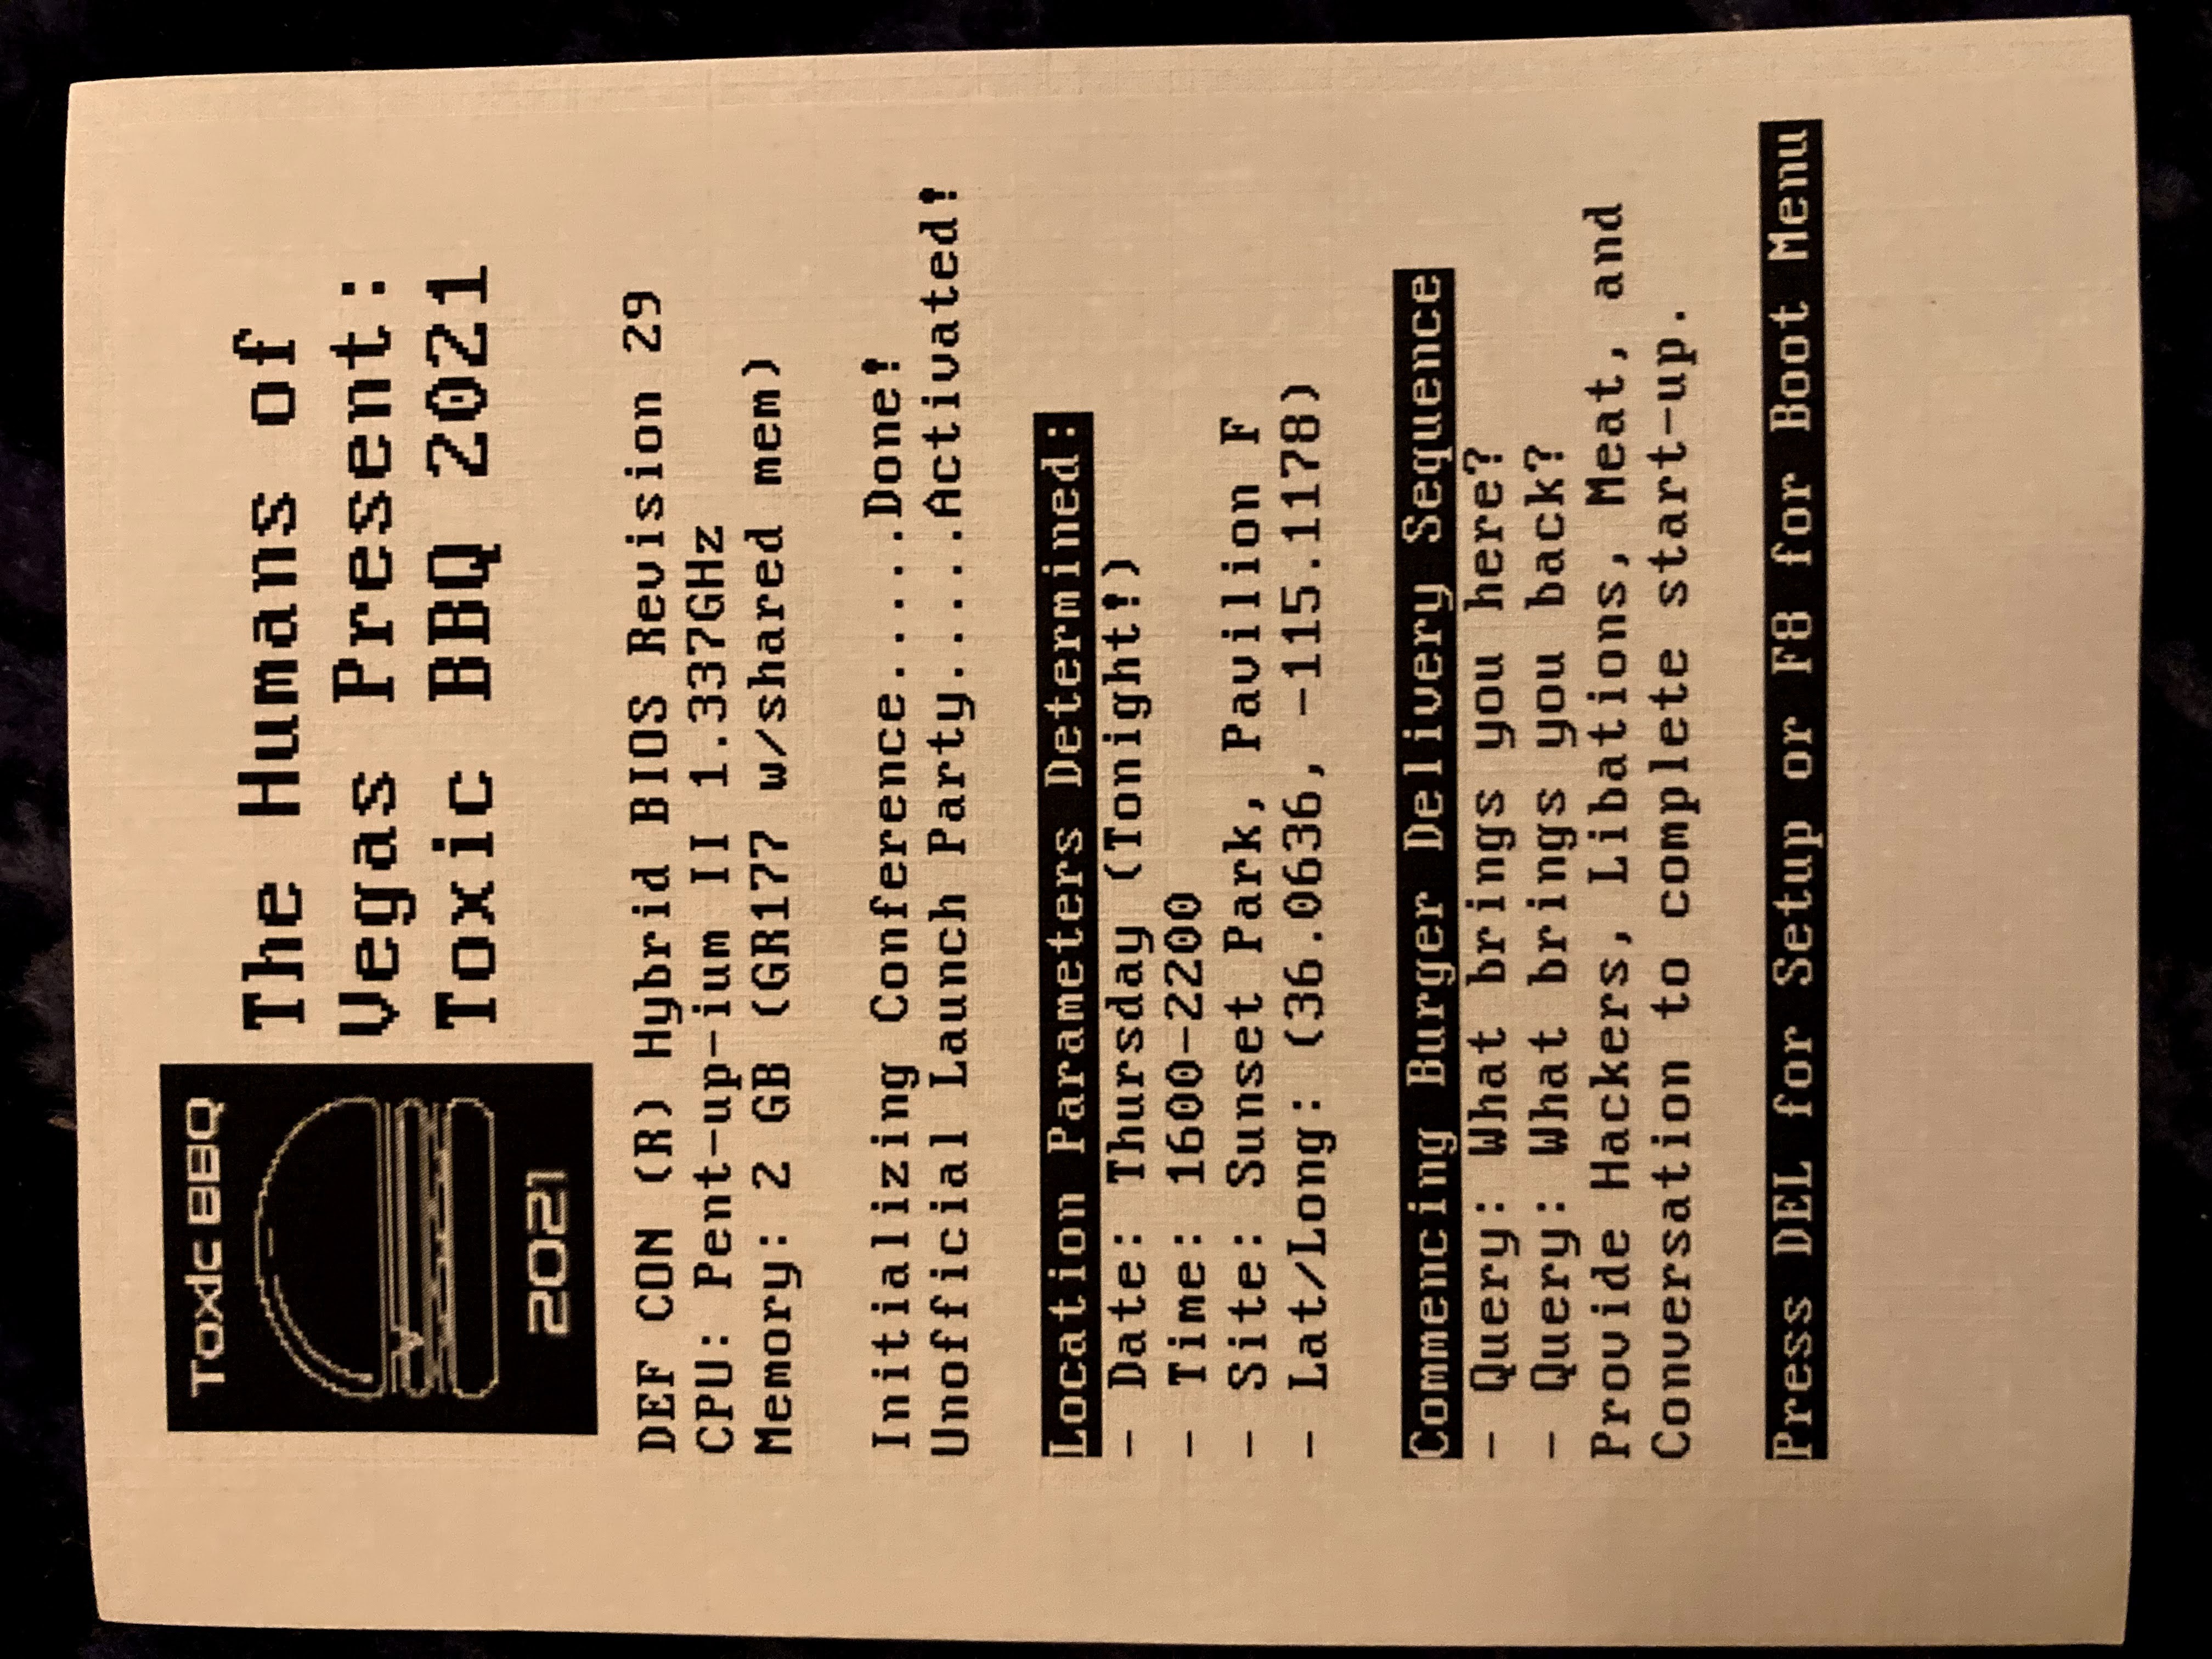 Toxic BBQ
2021
The Humans of
Vegas Present:
Toxic BBQ 2021
DEF CON (R) Hybrid BIOS Revision 29
CPU: Pent-up-ium II 1.337GHz
Memory: 2 GB (GR177 w/shared mem)
Initializing Conference.....Done!
Unofficial Launch Party.....Activated!
Location Parameters Determined:
- Date: Thursday (Tonight!)
- Time: 1600-2200
- Site: Sunset Park, Pavilion F
- Lat/Long: (36.0636, -115.1178)
Commencing Burger Delivery Sequence
- Query: What brings you here?
- Query: What brings you back?
Provide Hackers, Libations, Meat, and
Conversation to complete start-up.
Press DEL for Setup or F8 for Boot Menu